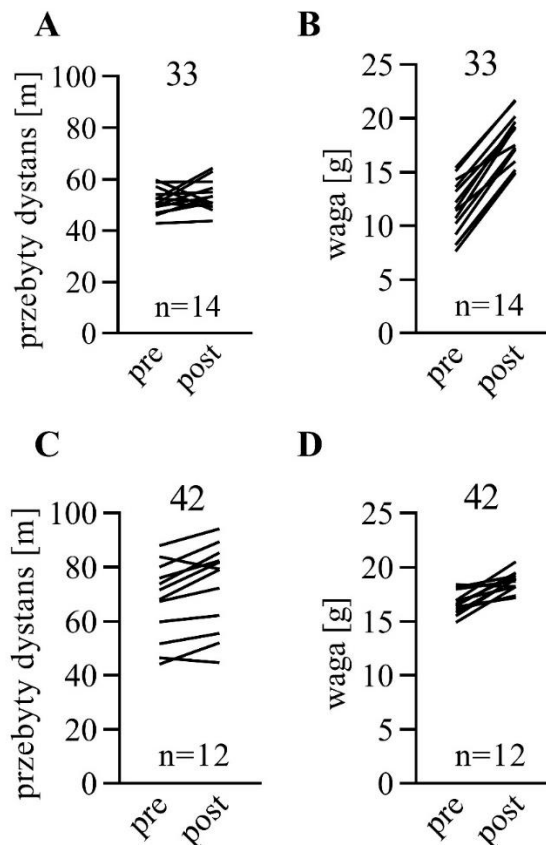 A
33
przebyty dystans [m]
100
80
60
40
20
0
n=14
pre
post
B
33
waga [g]
25
20
15
10
5
0
n=14
pre
post
C
42
przebyty dystans [m]
100
80
60
40
20
0
n=12
pre
post
D
42
waga [g]
25
20
15
10
5
0
n=12
pre
post